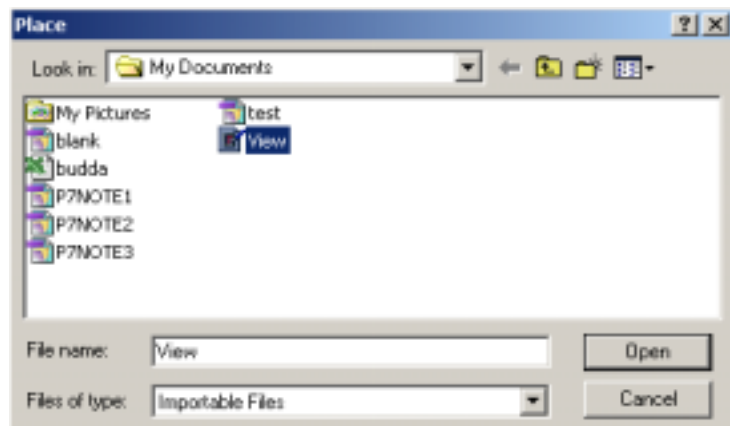 Place
Look in: My Documents
My Pictures
blank
budda
P7NOTE1
P7NOTE2
P7NOTE3
test
View
File name: View Open
Files of type: Importable Files Cancel